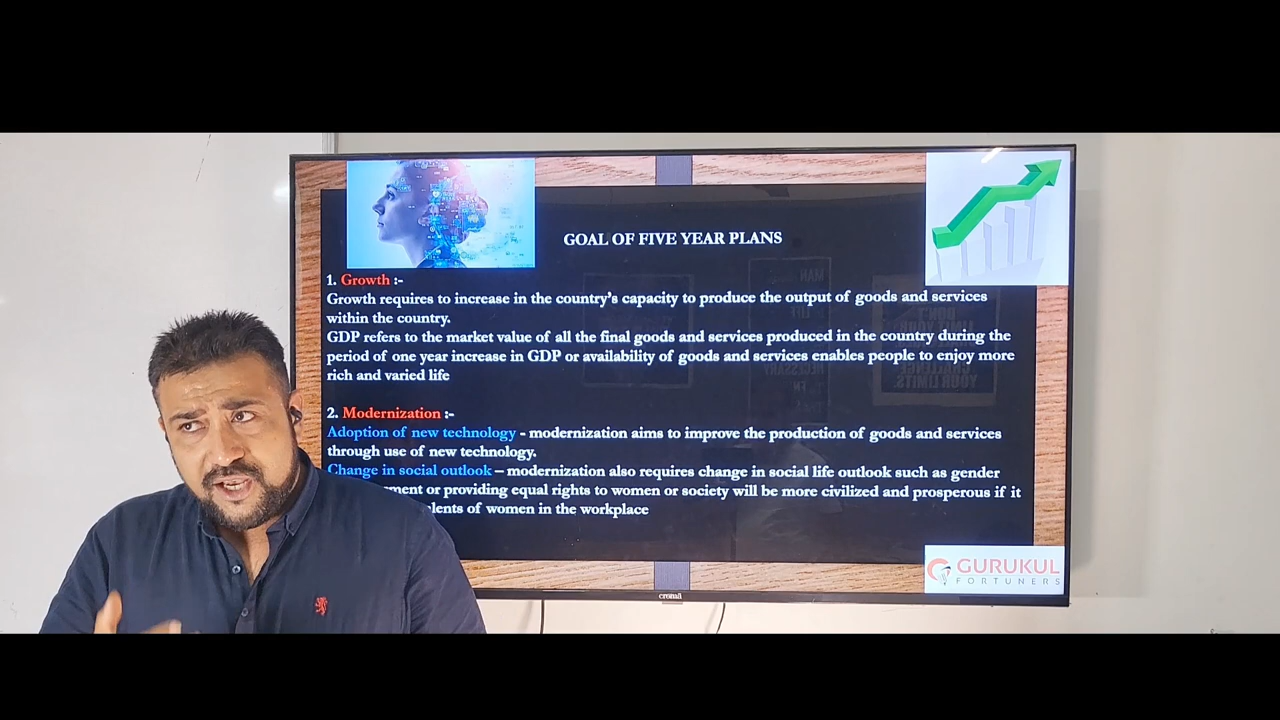 GOAL OF FIVE YEAR PLANS
1. Growth :-
Growth requires to increase in the country's capacity to produce the output of goods and services
within the country.
GDP refers to the market value of all the final goods and services produced in the country during the
period of one year increase in GDP or availability of goods and services enables people to enjoy more
rich and varied life
2. Modernization :-
Adoption of new technology - modernization aims to improve the production of goods and services
through use of new technology.
Change in social outlook – modernization also requires change in social life outlook such as gender
or providing equal rights to women or society will be more civilized and prosperous if it
of women in the workplace
GURUKUL
FORTUNERS
croma